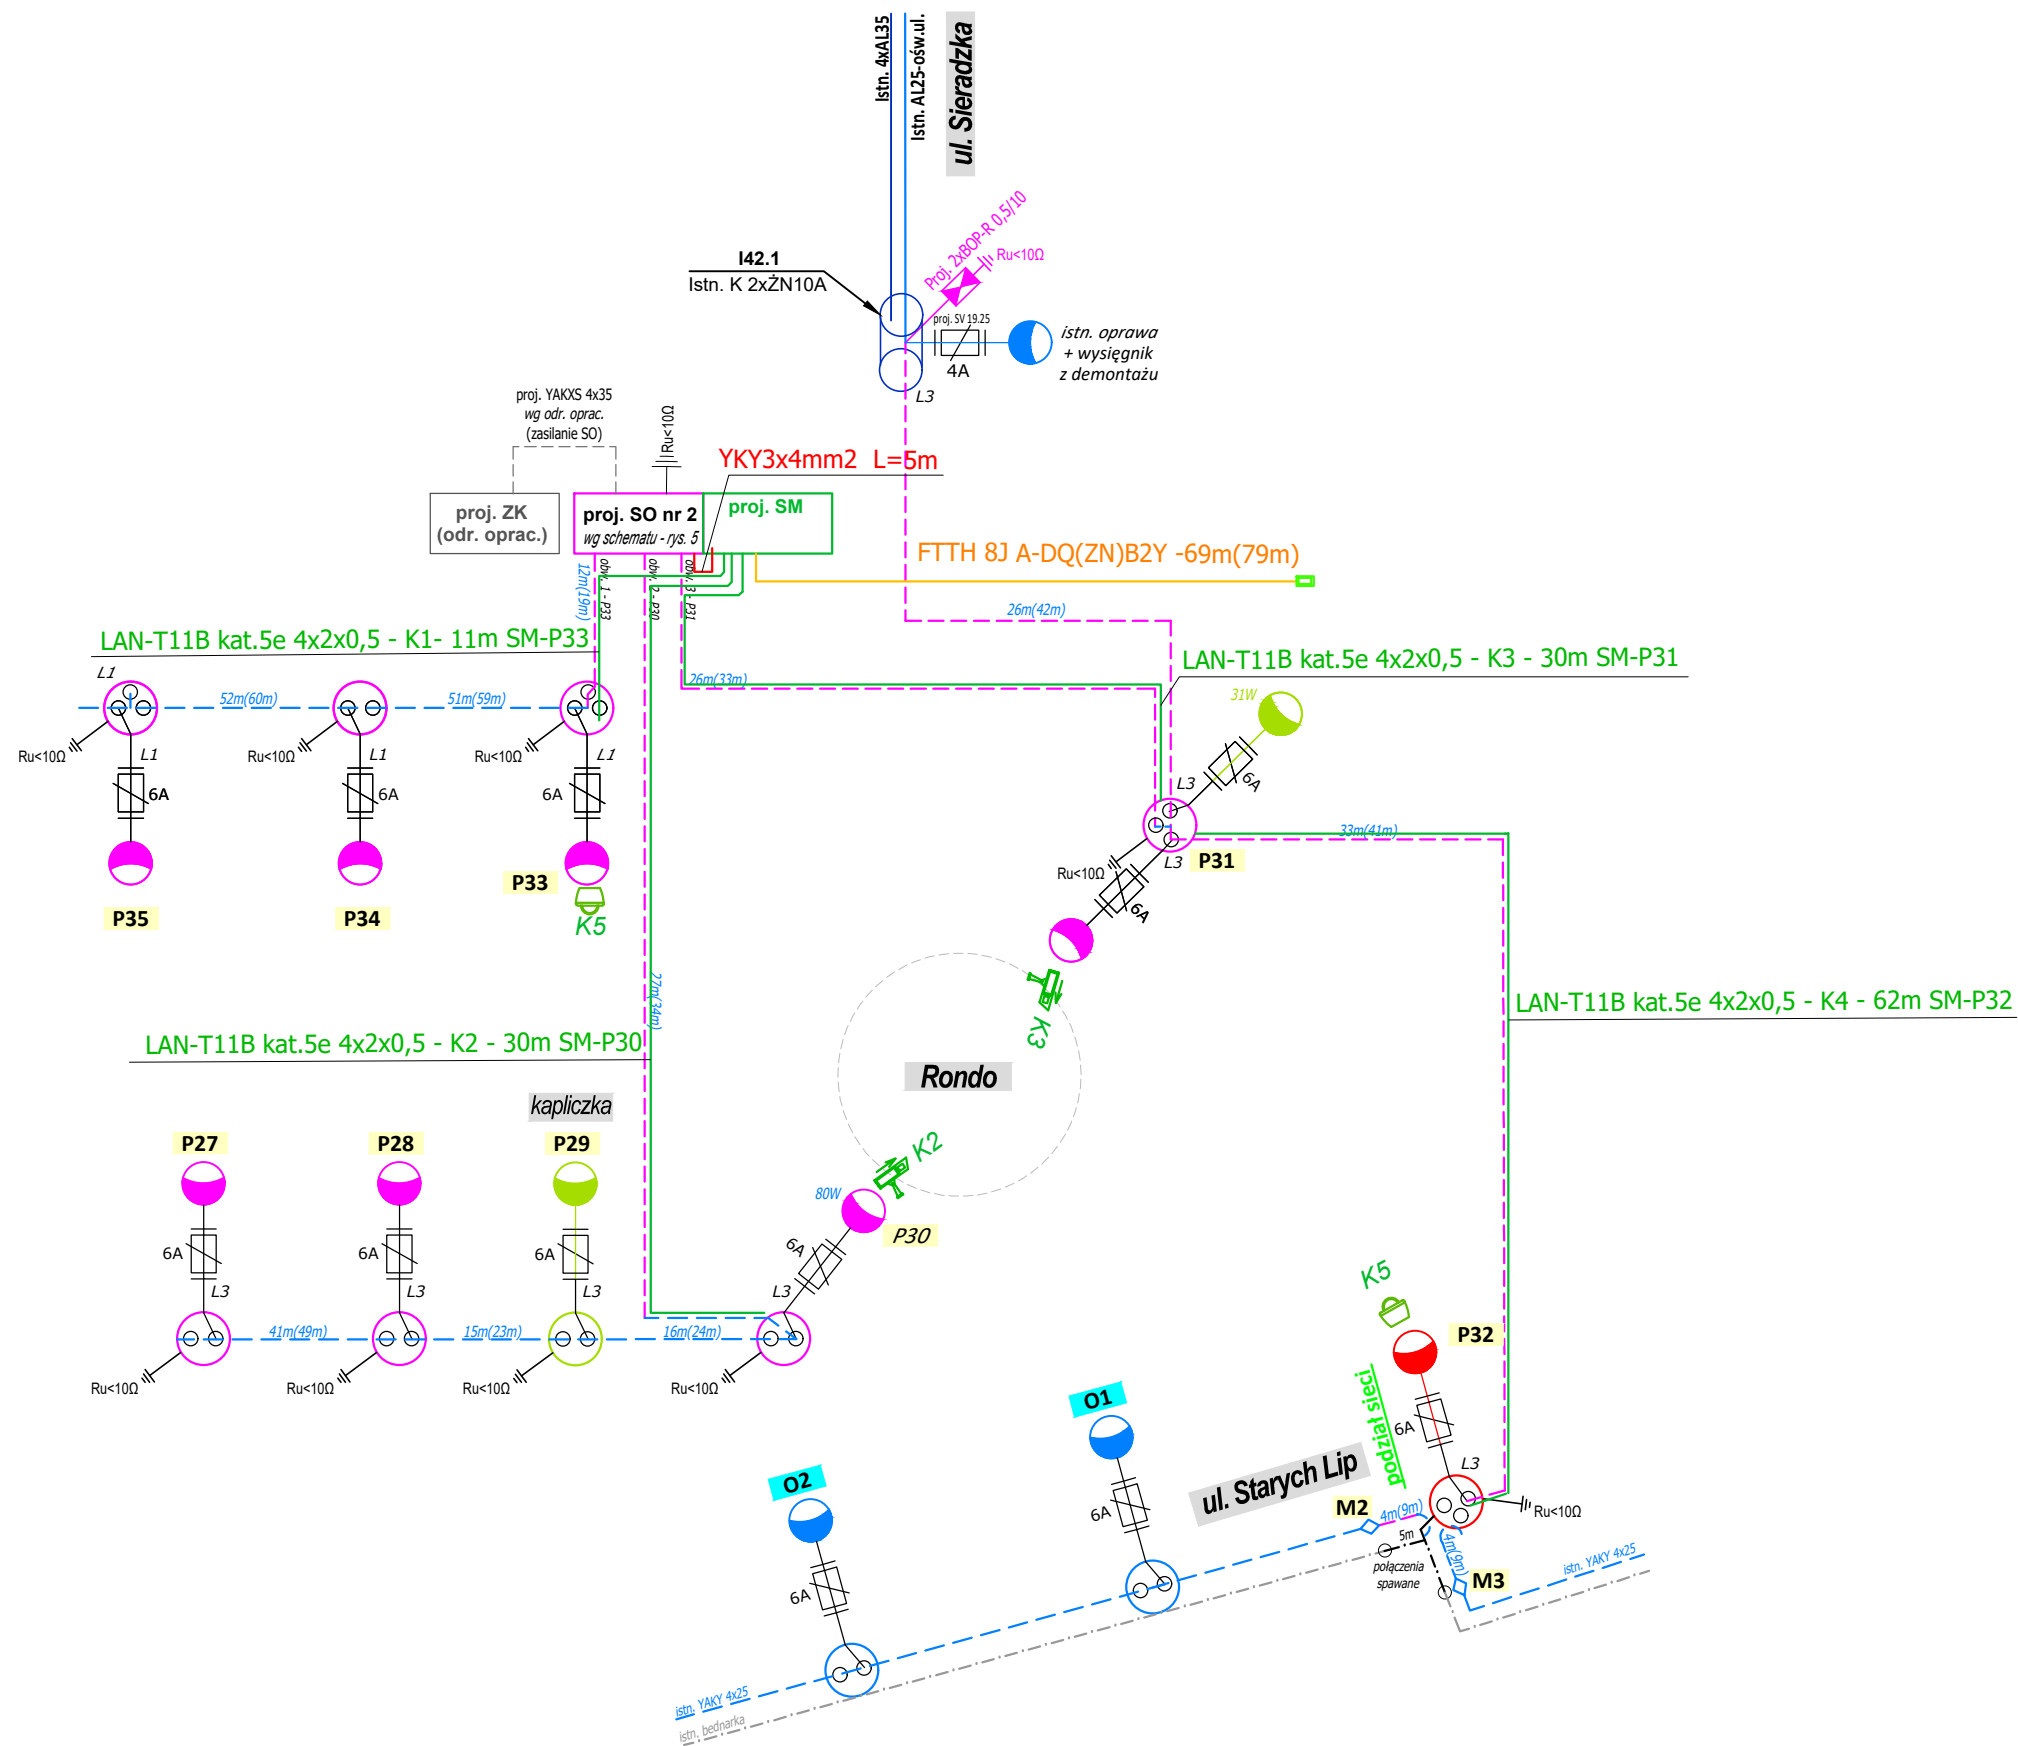 Istn. 4xAL35
Istn. AL25-ośw.ul.
ul. Sieradzka
Proj. 2xBOP-R 0,5/10
Ru<10Ω
I42.1
Istn. K 2xŻN10A
proj. SV 19.25
4A
istn. oprawa
+ wysięgnik
z demontażu
L3
proj. YAKXS 4x35
wg odr. oprac.
(zasilanie SO)
Ru<10Ω
YKY3x4mm2 L=5m
proj. ZK
(odr. oprac.)
proj. SO nr 2
wg schematu - rys. 5
proj. SM
FTTH 8J A-DQ(ZN)B2Y -69m(79m)
12m(19m)
obw. 1 - P33
obw. 2 - P30
obw. 3 - P31
26m(42m)
LAN-T11B kat.5e 4x2x0,5 - K1- 11m SM-P33
LAN-T11B kat.5e 4x2x0,5 - K3 - 30m SM-P31
26m(33m)
L1
52m(60m)
51m(59m)
31W
Ru<10Ω
L1
Ru<10Ω
L1
Ru<10Ω
L1
6A
6A
6A
6A
L3
33m(41m)
L3
P31
Ru<10Ω
6A
P33
P35
P34
K5
27m(34m)
K3
LAN-T11B kat.5e 4x2x0,5 - K4 - 62m SM-P32
LAN-T11B kat.5e 4x2x0,5 - K2 - 30m SM-P30
Rondo
kapliczka
P27
P28
P29
K2
80W
P30
6A
6A
6A
6A
L3
L3
L3
L3
41m(49m)
15m(23m)
16m(24m)
Ru<10Ω
Ru<10Ω
Ru<10Ω
Ru<10Ω
K5
P32
podział sieci
6A
L3
O1
O2
6A
6A
ul. Starych Lip
M2
4m(9m)
Ru<10Ω
5m
4m(9m)
połączenia
spawane
M3
istn. YAKY 4x25
istn. YAKY 4x25
istn. bednarka